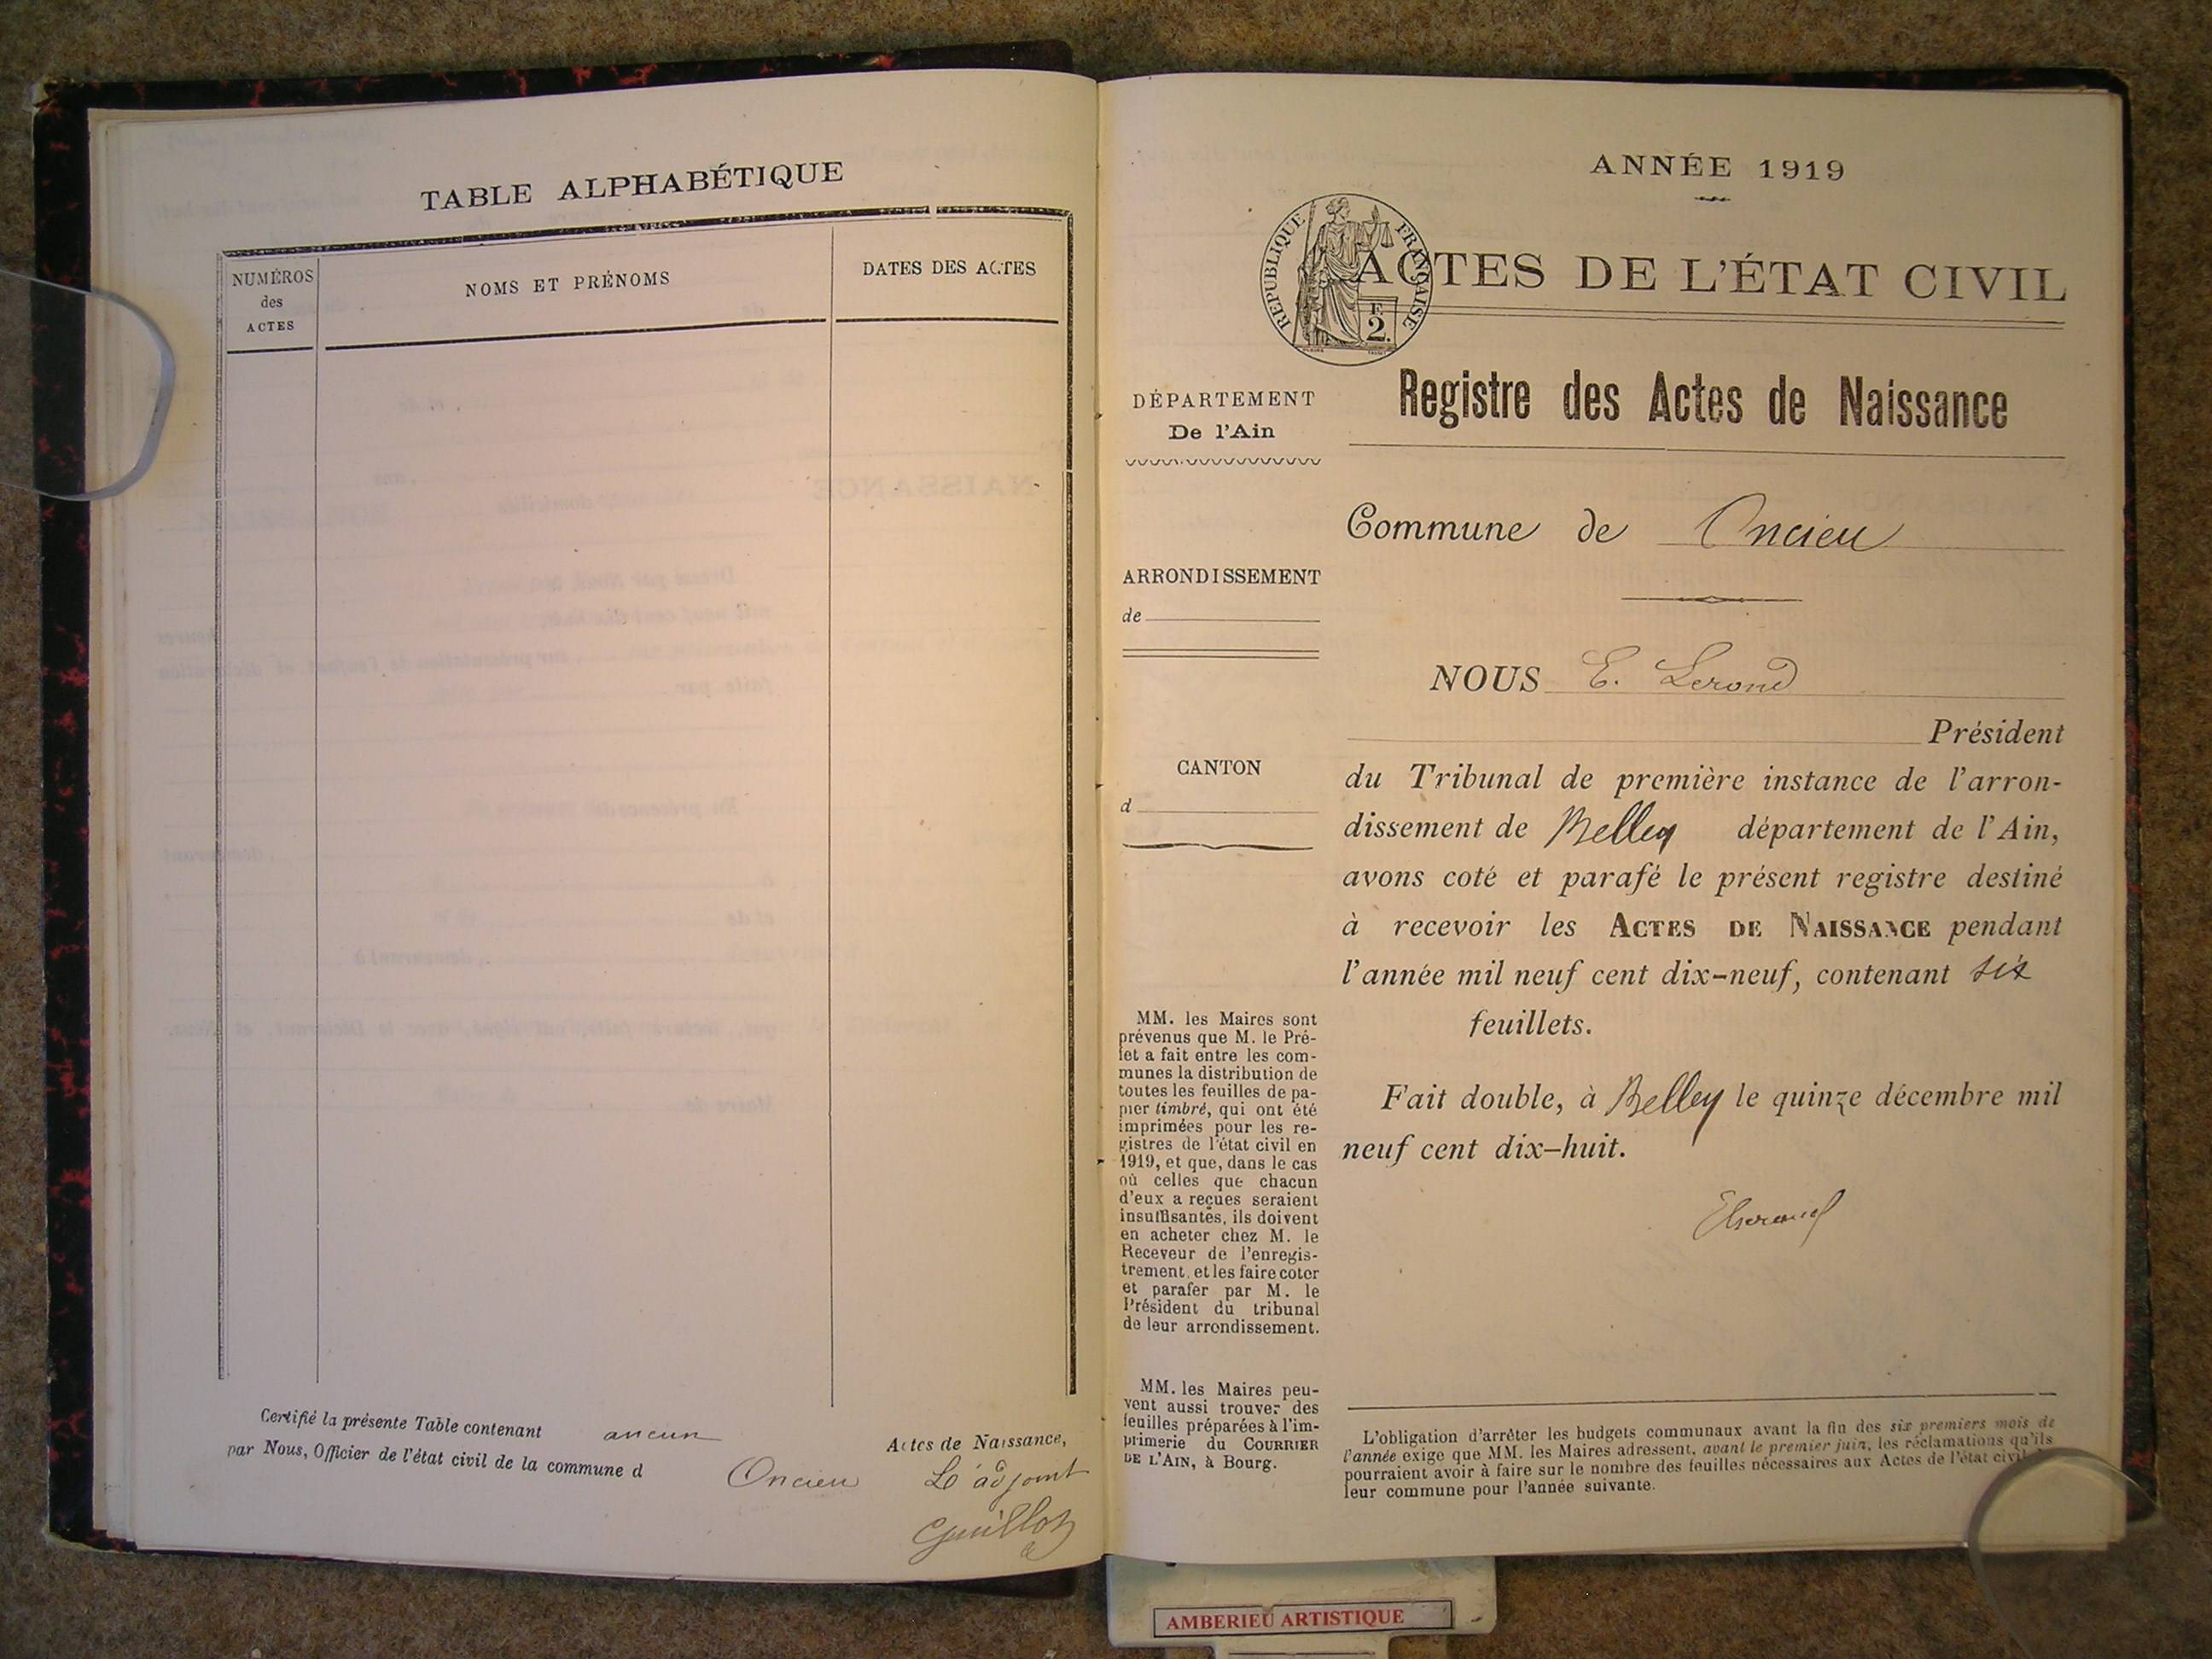 TABLE ALPHABÉTIQUE
NUMÉROS
des
ACTES
NOMS ET PRÉNOMS
DATES DES ACTES
Certifié la présente Table contenant aucun Actes de Naissance,
par Nous, Officier de l'état civil de la commune d Oncieu L'adjoint
Guillot
ANNÉE 1919
REPUBLIQUE FRANÇAISE
2
ACTES DE L'ÉTAT CIVIL
Registre des Actes de Naissance
DÉPARTEMENT
De l'Ain
Commune de Oncieu
ARRONDISSEMENT
de
NOUS E. Lerond
Président
CANTON
d
du Tribunal de première instance de l'arron-
dissement de Belley département de l'Ain,
avons coté et parafé le présent registre destiné
à recevoir les ACTES DE NAISSANCE pendant
l'année mil neuf cent dix-neuf, contenant six
feuillets.
Fait double, à Belley le quinze décembre mil
neuf cent dix-huit.
ELerond
MM. les Maires sont
prévenus que M. le Pré-
fet a fait entre les com-
munes la distribution de
toutes les feuilles de pa-
pier timbré, qui ont été
imprimées pour les re-
gistres de l'état civil en
1919, et que, dans le cas
où celles que chacun
d'eux a reçues seraient
insuffisantes, ils doivent
en acheter chez M. le
Receveur de l'enregis-
trement, et les faire coter
et parafer par M. le
Président du tribunal
de leur arrondissement.
MM. les Maires peu-
vent aussi trouver des
feuilles préparées à l'im-
primerie du COURRIER
DE L'AIN, à Bourg.
L'obligation d'arrêter les budgets communaux avant la fin des six premiers mois de
l'année exige que MM. les Maires adressent, avant le premier juin, les réclamations qu'ils
pourraient avoir à faire sur le nombre des feuilles nécessaires aux Actes de l'état civil
leur commune pour l'année suivante.
AMBERIEU ARTISTIQUE